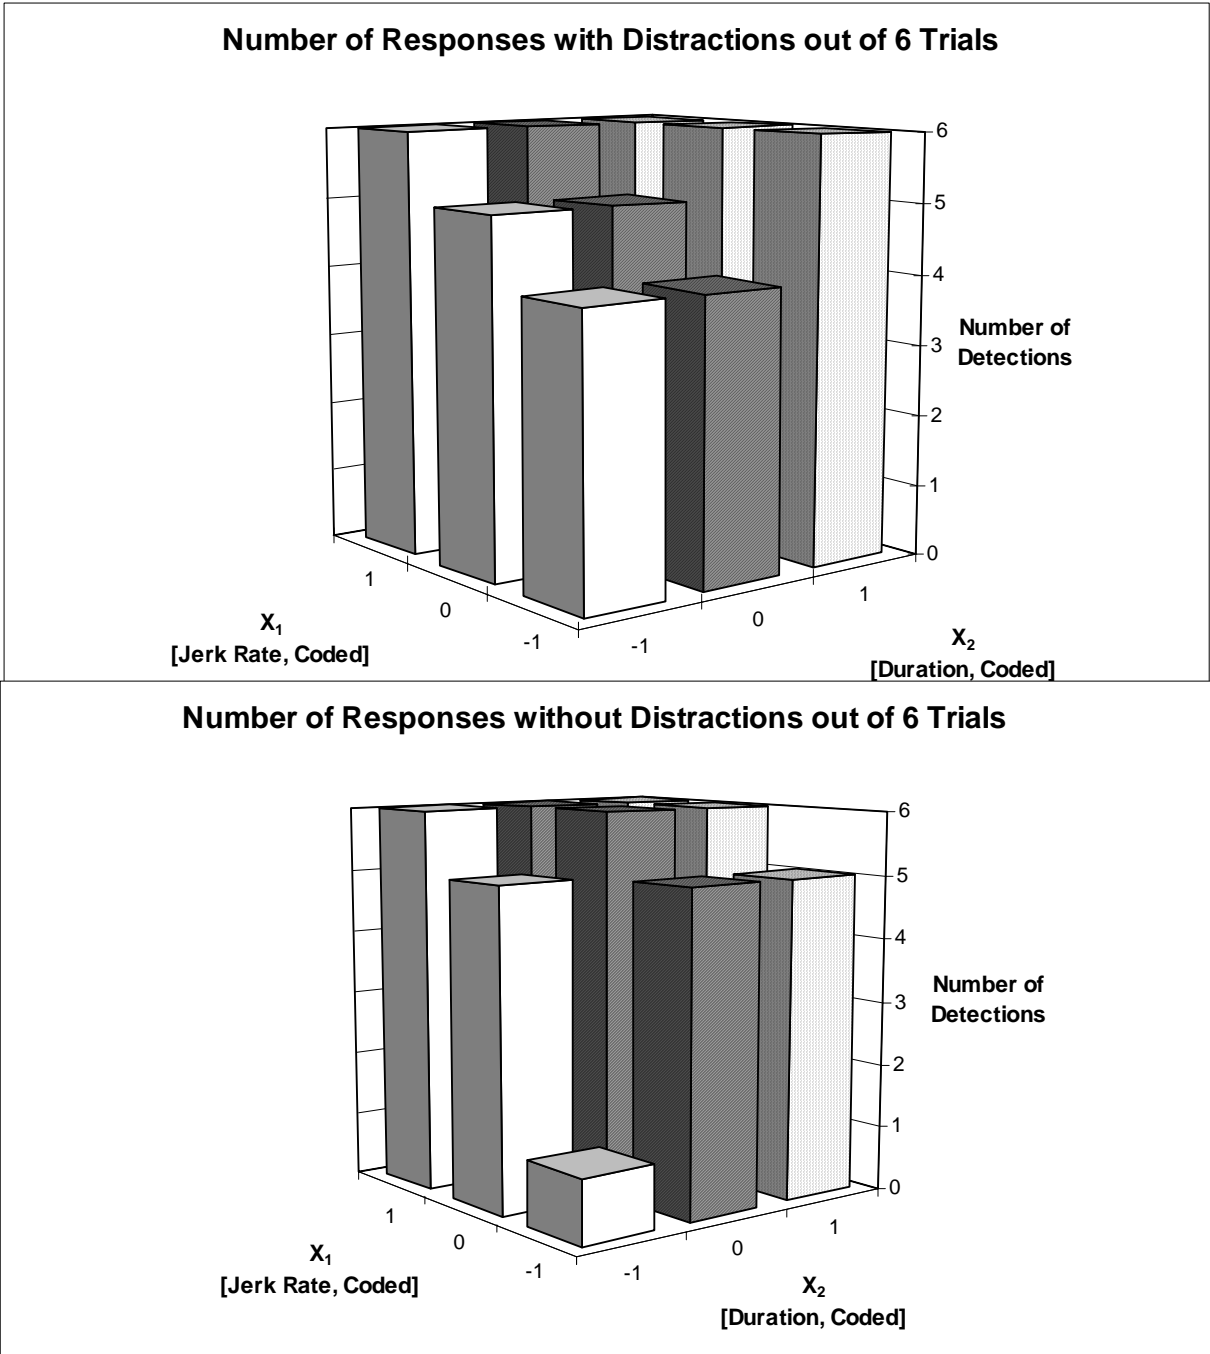 Number of Responses with Distractions out of 6 Trials
6
5
4
3
2
1
0
Number of
Detections
1
0
-1
-1
0
1
X₁
[Jerk Rate, Coded]
X₂
[Duration, Coded]
Number of Responses without Distractions out of 6 Trials
6
5
4
3
2
1
0
Number of
Detections
1
0
-1
-1
0
1
X₁
[Jerk Rate, Coded]
X₂
[Duration, Coded]